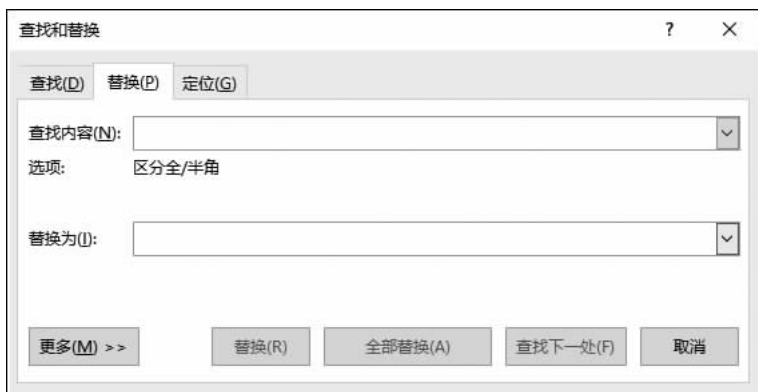 查找和替换 ? ×
查找(D) 替换(P) 定位(G)
查找内容(N):
选项: 区分全/半角
替换为(I):
更多(M) >> 替换(R) 全部替换(A) 查找下一处(F) 取消